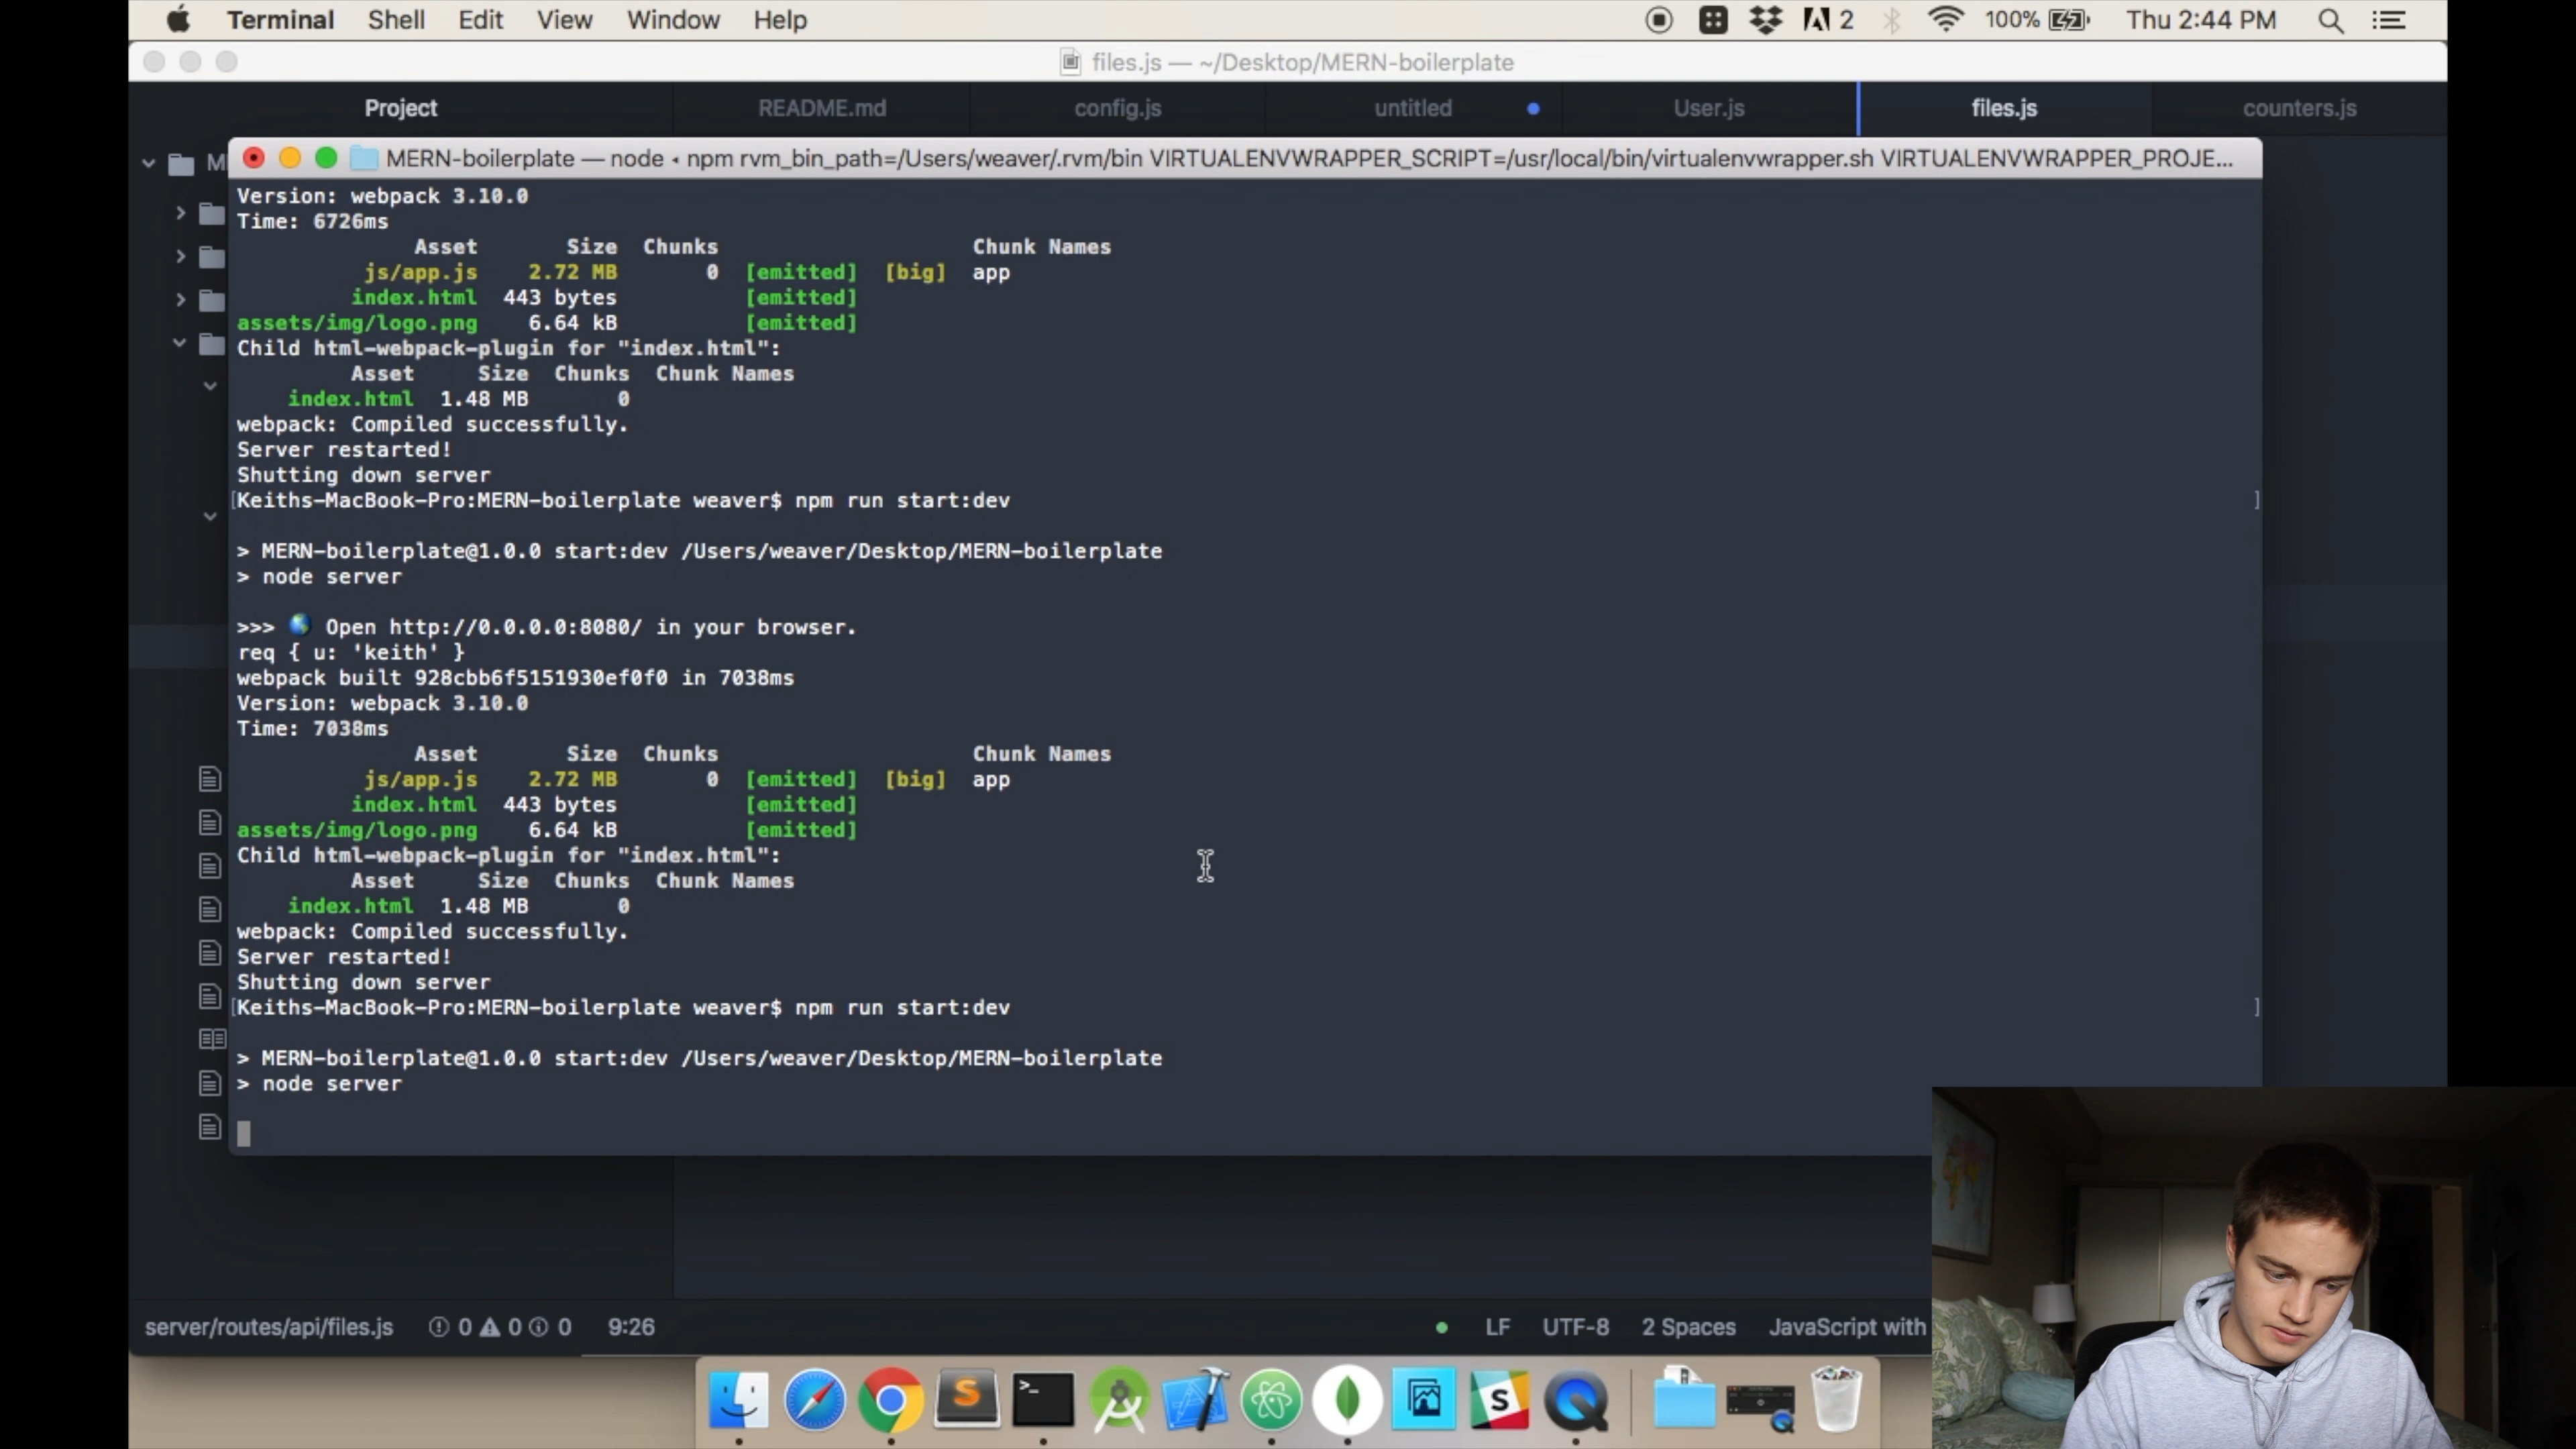 Terminal Shell Edit View Window Help 2 100% Thu 2:44 PM
files.js — ~/Desktop/MERN-boilerplate
Project README.md config.js untitled User.js files.js counters.js
MERN-boilerplate — node ◂ npm rvm_bin_path=/Users/weaver/.rvm/bin VIRTUALENVWRAPPER_SCRIPT=/usr/local/bin/virtualenvwrapper.sh VIRTUALENVWRAPPER_PROJE...
Version: webpack 3.10.0
Time: 6726ms
Asset Size Chunks Chunk Names
js/app.js 2.72 MB 0 [emitted] [big] app
index.html 443 bytes [emitted]
assets/img/logo.png 6.64 kB [emitted]
Child html-webpack-plugin for "index.html":
Asset Size Chunks Chunk Names
index.html 1.48 MB 0
webpack: Compiled successfully.
Server restarted!
Shutting down server
[Keiths-MacBook-Pro:MERN-boilerplate weaver$ npm run start:dev ]
> MERN-boilerplate@1.0.0 start:dev /Users/weaver/Desktop/MERN-boilerplate
> node server
>>> 🌎 Open http://0.0.0.0:8080/ in your browser.
req { u: 'keith' }
webpack built 928cbb6f5151930ef0f0 in 7038ms
Version: webpack 3.10.0
Time: 7038ms
Asset Size Chunks Chunk Names
js/app.js 2.72 MB 0 [emitted] [big] app
index.html 443 bytes [emitted]
assets/img/logo.png 6.64 kB [emitted]
Child html-webpack-plugin for "index.html":
Asset Size Chunks Chunk Names
index.html 1.48 MB 0
webpack: Compiled successfully.
Server restarted!
Shutting down server
[Keiths-MacBook-Pro:MERN-boilerplate weaver$ npm run start:dev ]
> MERN-boilerplate@1.0.0 start:dev /Users/weaver/Desktop/MERN-boilerplate
> node server
server/routes/api/files.js 0 0 0 9:26 LF UTF-8 2 Spaces JavaScript with